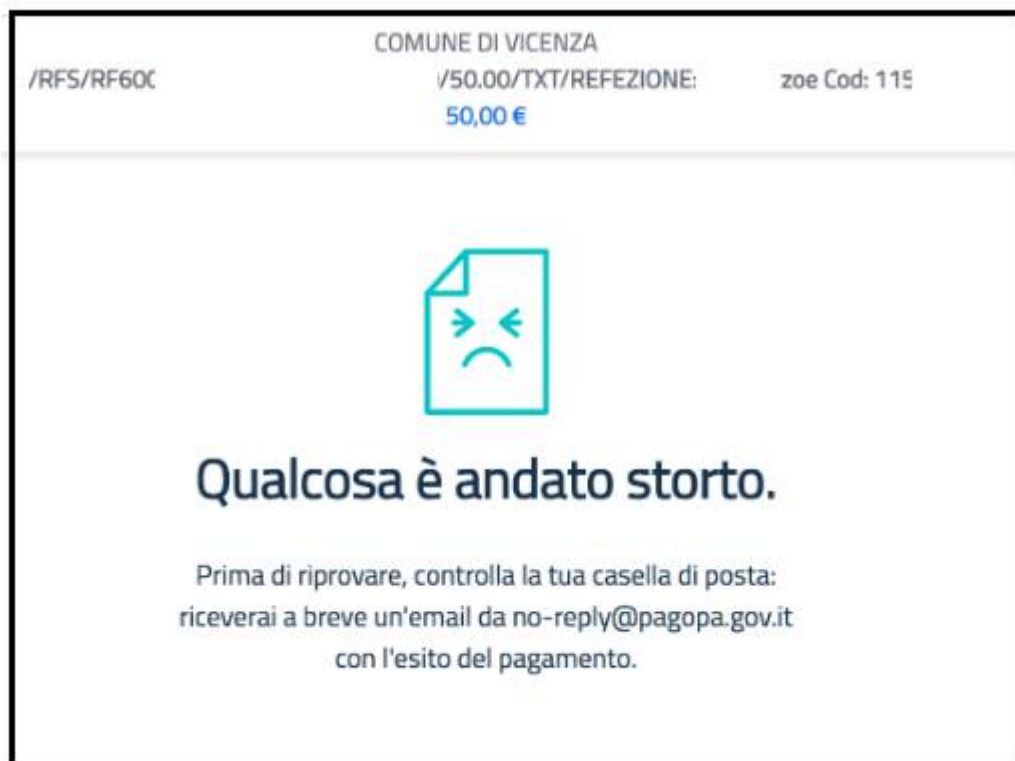 COMUNE DI VICENZA
/RFS/RF60 /50.00/TXT/REFEZIONE: zoe Cod: 115
50,00 €
Qualcosa è andato storto.
Prima di riprovare, controlla la tua casella di posta:
riceverai a breve un'email da no-reply@pagopa.gov.it
con l'esito del pagamento.